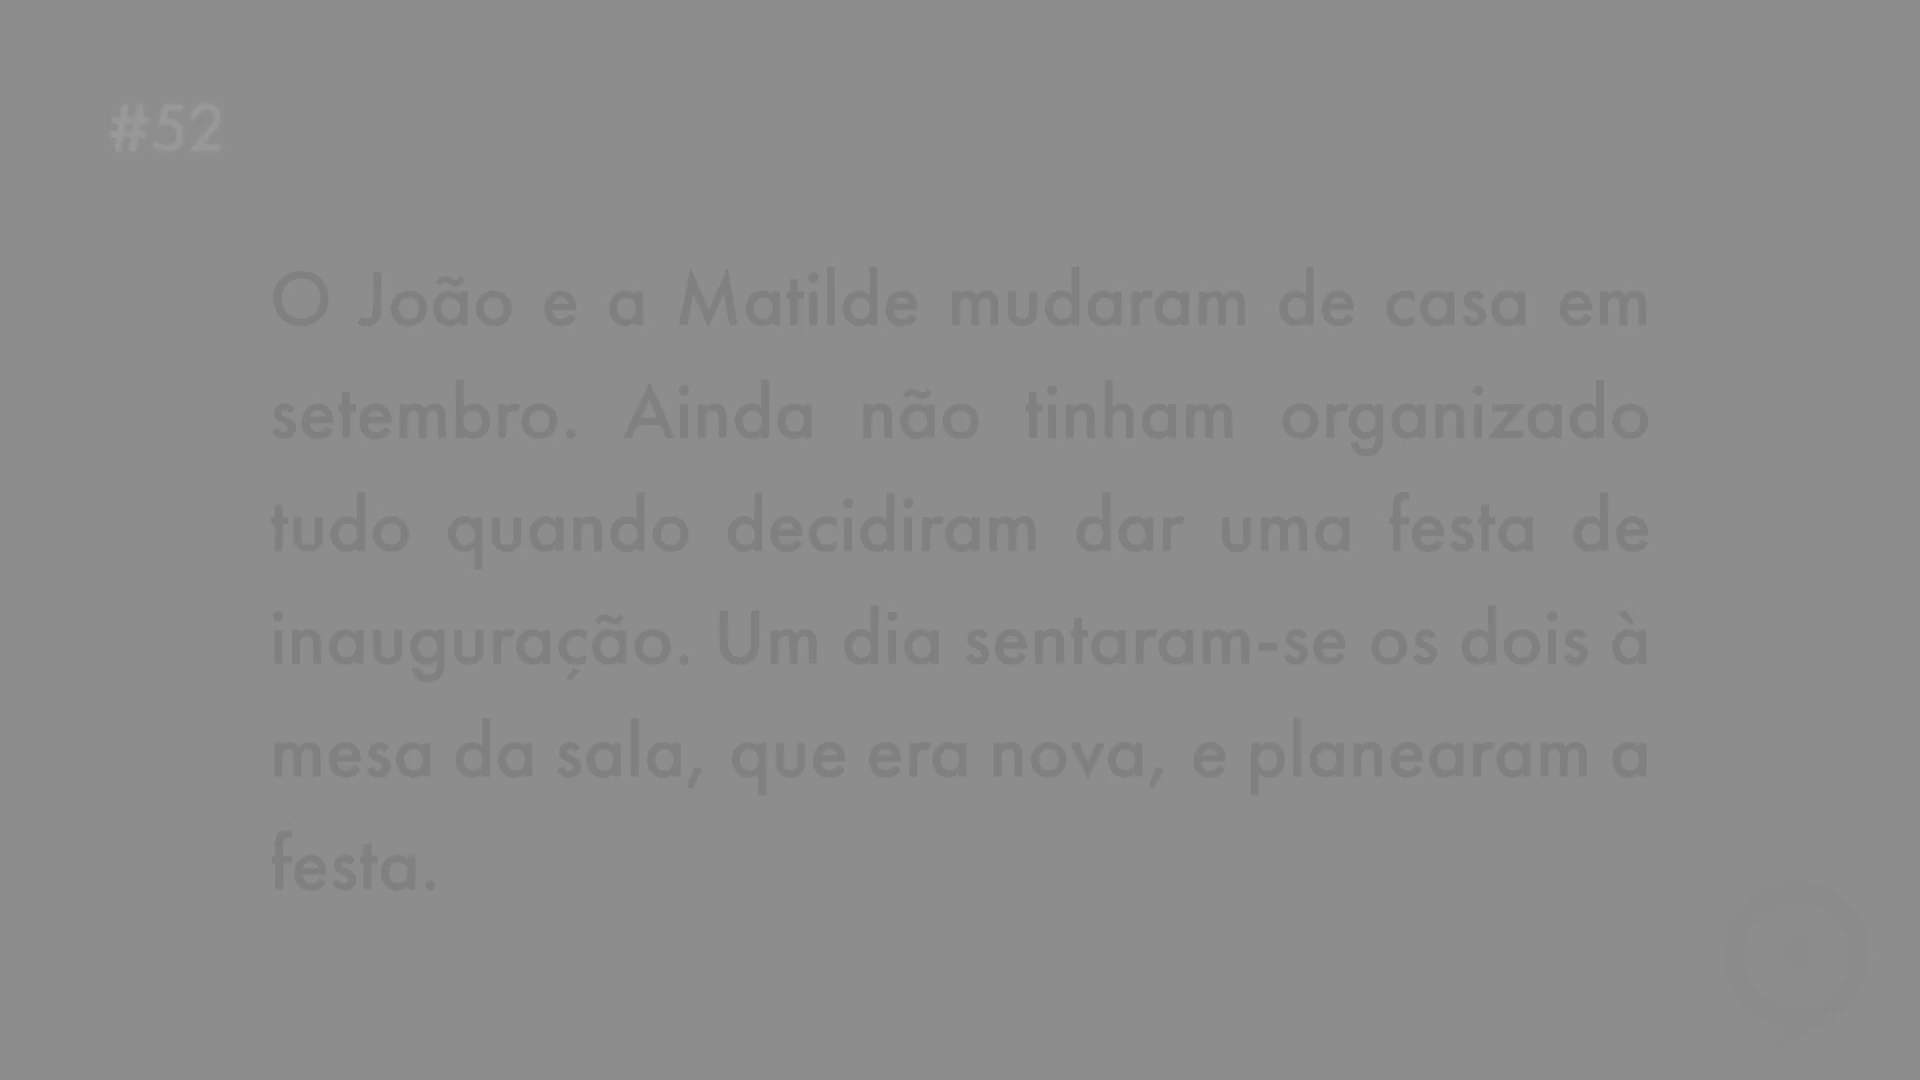 #52
O João e a Matilde mudaram de casa em
setembro. Ainda não tinham organizado
tudo quando decidiram dar uma festa de
inauguração. Um dia sentaram-se os dois à
mesa da sala, que era nova, e planearam a
festa.